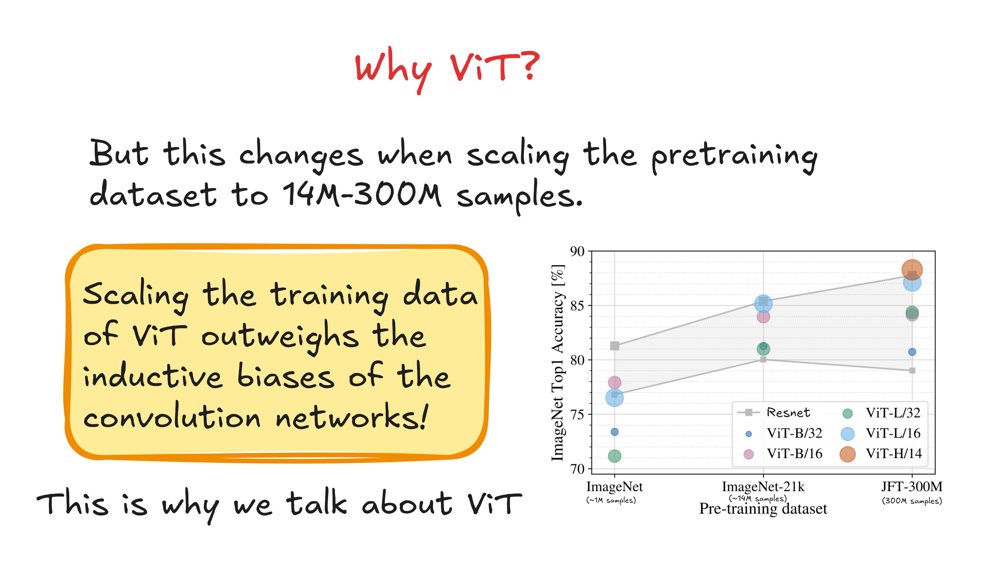 Why ViT?
But this changes when scaling the pretraining
dataset to 14M-300M samples.
Scaling the training data
of ViT outweighs the
inductive biases of the
convolution networks!
This is why we talk about ViT
ImageNet Top1 Accuracy [%]
90
85
80
75
70
Resnet
ViT-B/32
ViT-B/16
ViT-L/32
ViT-L/16
ViT-H/14
ImageNet
(~1M samples)
ImageNet-21k
(~14M samples)
JFT-300M
(300M samples)
Pre-training dataset